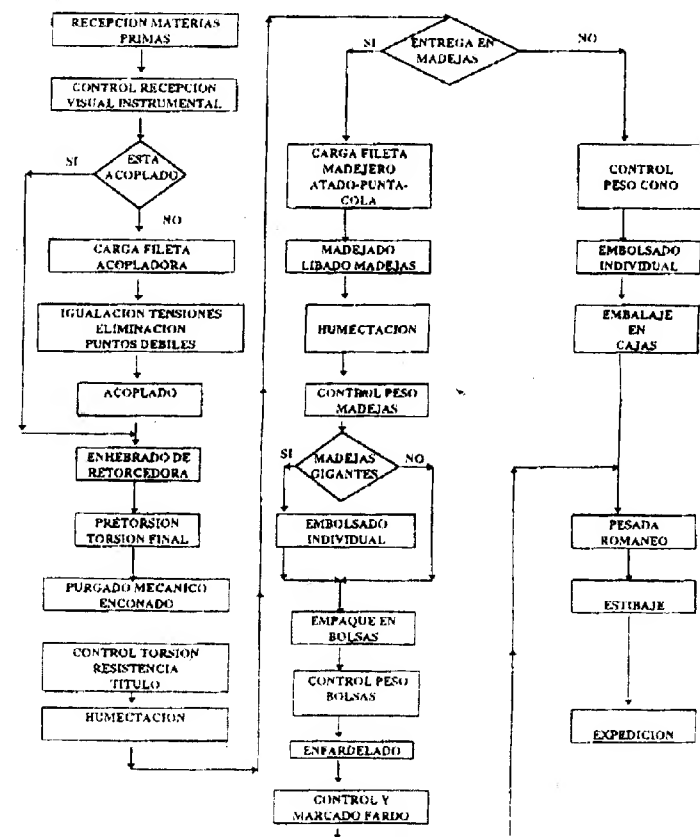 RECEPCION MATERIAS
PRIMAS
CONTROL RECEPCION
VISUAL INSTRUMENTAL
SI
ESTA
ACOPLADO
NO
CARGA FILETA
ACOPLADORA
IGUALACION TENSIONES
ELIMINACION
PUNTOS DEBILES
ACOPLADO
ENHEBRADO DE
RETORCEDORA
PRETORSION
TORSION FINAL
PURGADO MECANICO
ENCONADO
CONTROL TORSION
RESISTENCIA
TITULO
HUMECTACION
SI
ENTREGA EN
MADEJAS
NO
CARGA FILETA
MADEJERO
ATADO-PUNTA-
COLA
MADEJADO
LIBADO MADEJAS
HUMECTACION
CONTROL PESO
MADEJAS
SI
MADEJAS
GIGANTES
NO
EMBOLSADO
INDIVIDUAL
EMPAQUE EN
BOLSAS
CONTROL PESO
BOLSAS
ENFARDELADO
CONTROL Y
MARCADO FARDO
CONTROL
PESO CONO
EMBOLSADO
INDIVIDUAL
EMBALAJE
EN
CAJAS
PESADA
ROMANEO
ESTIBAJE
EXPEDICION